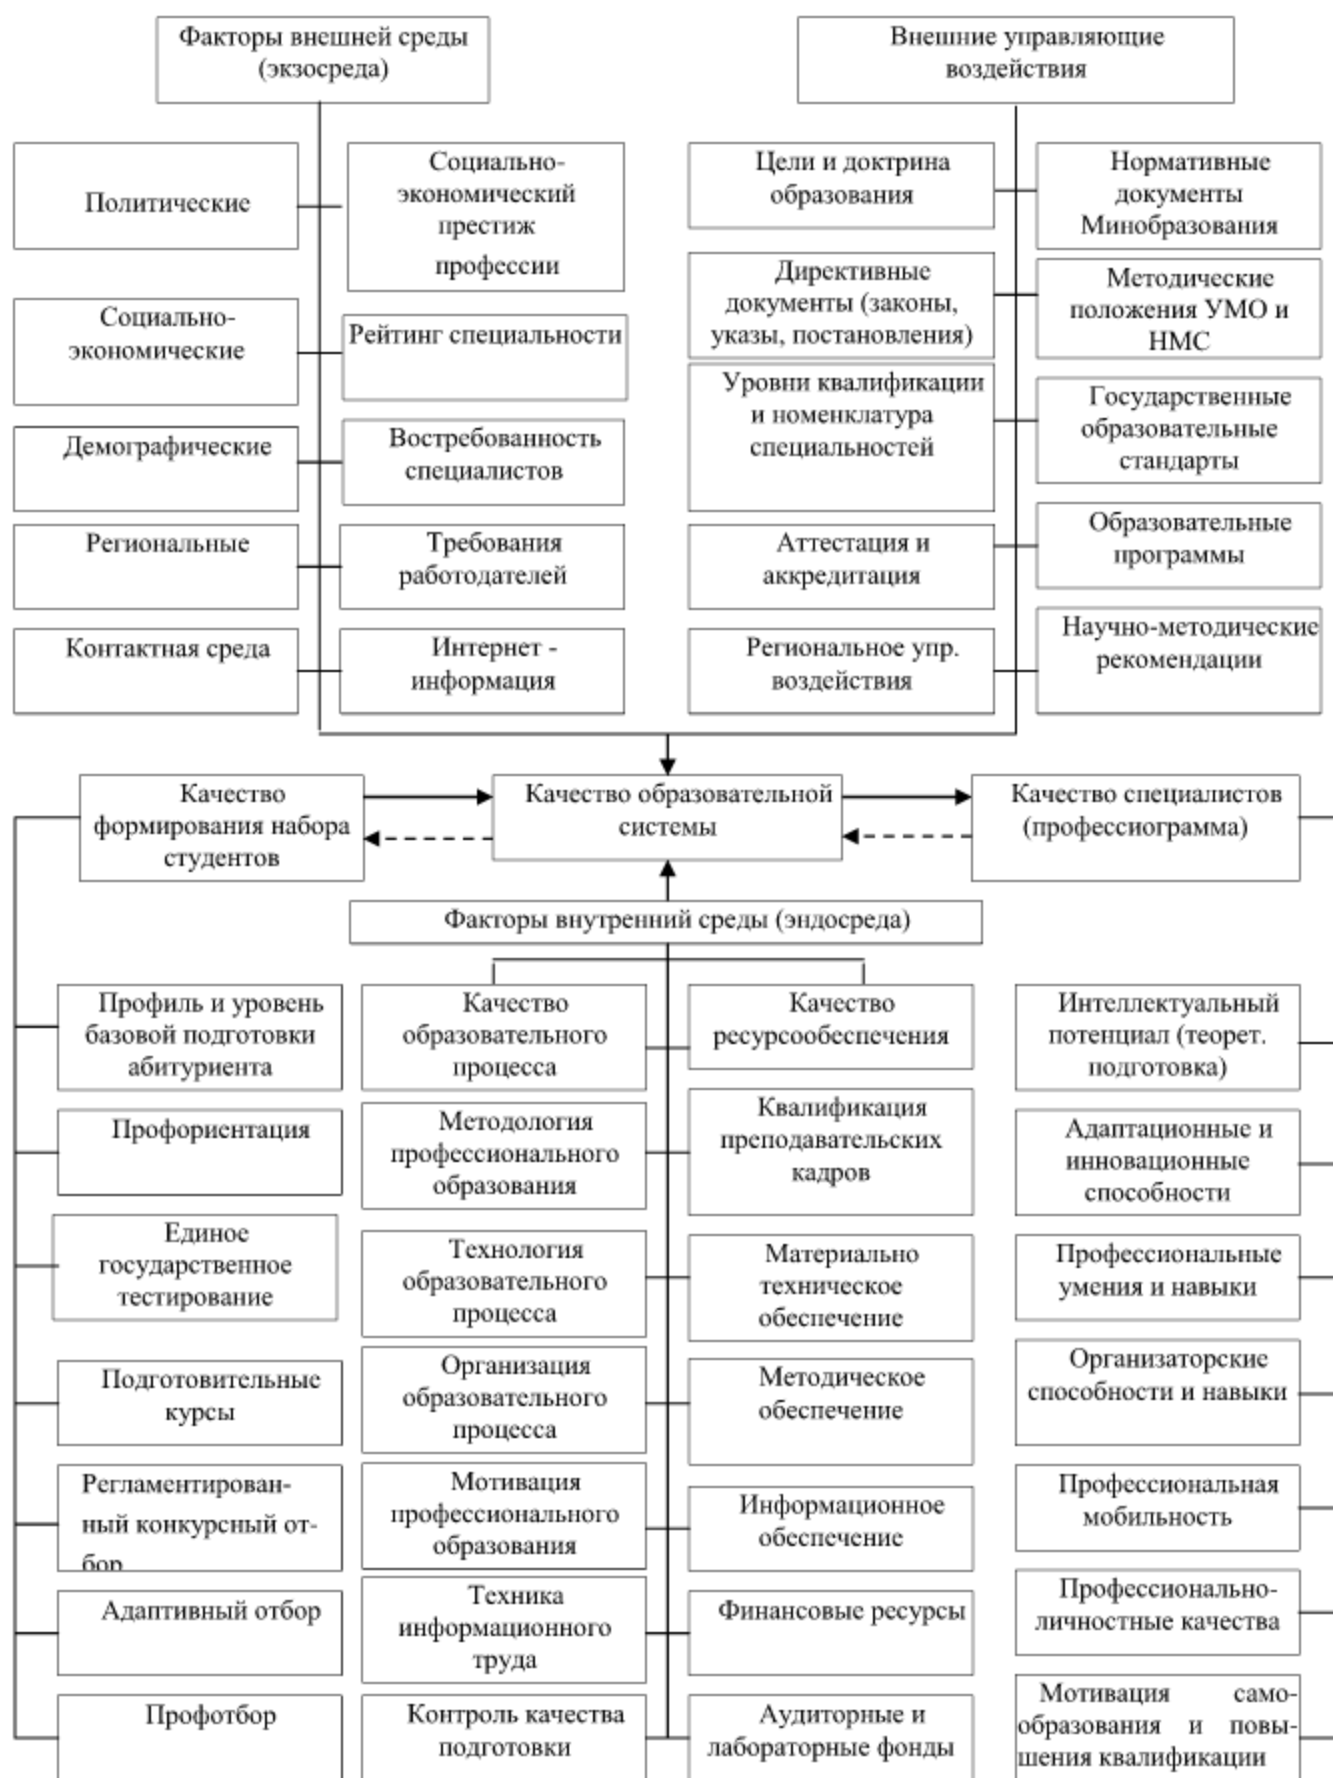 Факторы внешней среды
(экзосреда)
Внешние управляющие
воздействия
Политические
Социально-
экономический
престиж
профессии
Социально-
экономические
Рейтинг специальности
Демографические
Востребованность
специалистов
Региональные
Требования
работодателей
Контактная среда
Интернет -
информация
Цели и доктрина
образования
Нормативные
документы
Минобразования
Директивные
документы (законы,
указы, постановления)
Методические
положения УМО и
НМС
Уровни квалификации
и номенклатура
специальностей
Государственные
образовательные
стандарты
Аттестация и
аккредитация
Образовательные
программы
Региональное упр.
воздействия
Научно-методические
рекомендации
Качество
формирования набора
студентов
Качество образовательной
системы
Качество специалистов
(профессиограмма)
Факторы внутренний среды (эндосреда)
Профиль и уровень
базовой подготовки
абитуриента
Профориентация
Единое
государственное
тестирование
Подготовительные
курсы
Регламентирован-
ный конкурсный от-
бор
Адаптивный отбор
Профотбор
Качество
образовательного
процесса
Методология
профессионального
образования
Технология
образовательного
процесса
Организация
образовательного
процесса
Мотивация
профессионального
образования
Техника
информационного
труда
Контроль качества
подготовки
Качество
ресурсообеспечения
Квалификация
преподавательских
кадров
Материально
техническое
обеспечение
Методическое
обеспечение
Информационное
обеспечение
Финансовые ресурсы
Аудиторные и
лабораторные фонды
Интеллектуальный
потенциал (теорет.
подготовка)
Адаптационные и
инновационные
способности
Профессиональные
умения и навыки
Организаторские
способности и навыки
Профессиональная
мобильность
Профессионально-
личностные качества
Мотивация само-
образования и повы-
шения квалификации